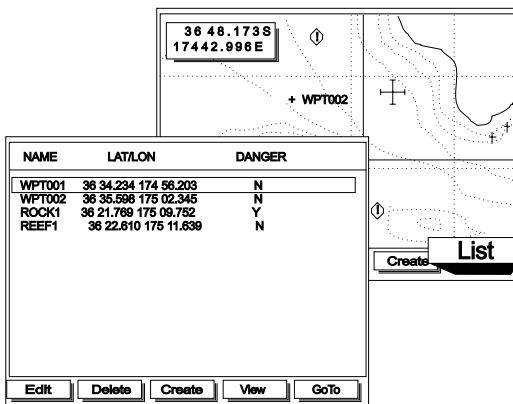 36 48.173S
17442.996E
WPT002
NAME LAT/LON DANGER
WPT001 36 34.234 174 56.203 N
WPT002 36 35.598 175 02.345 N
ROCK1 36 21.769 175 09.752 Y
REEF1 36 22.610 175 11.639 N
Create List
Edit Delete Create View GoTo